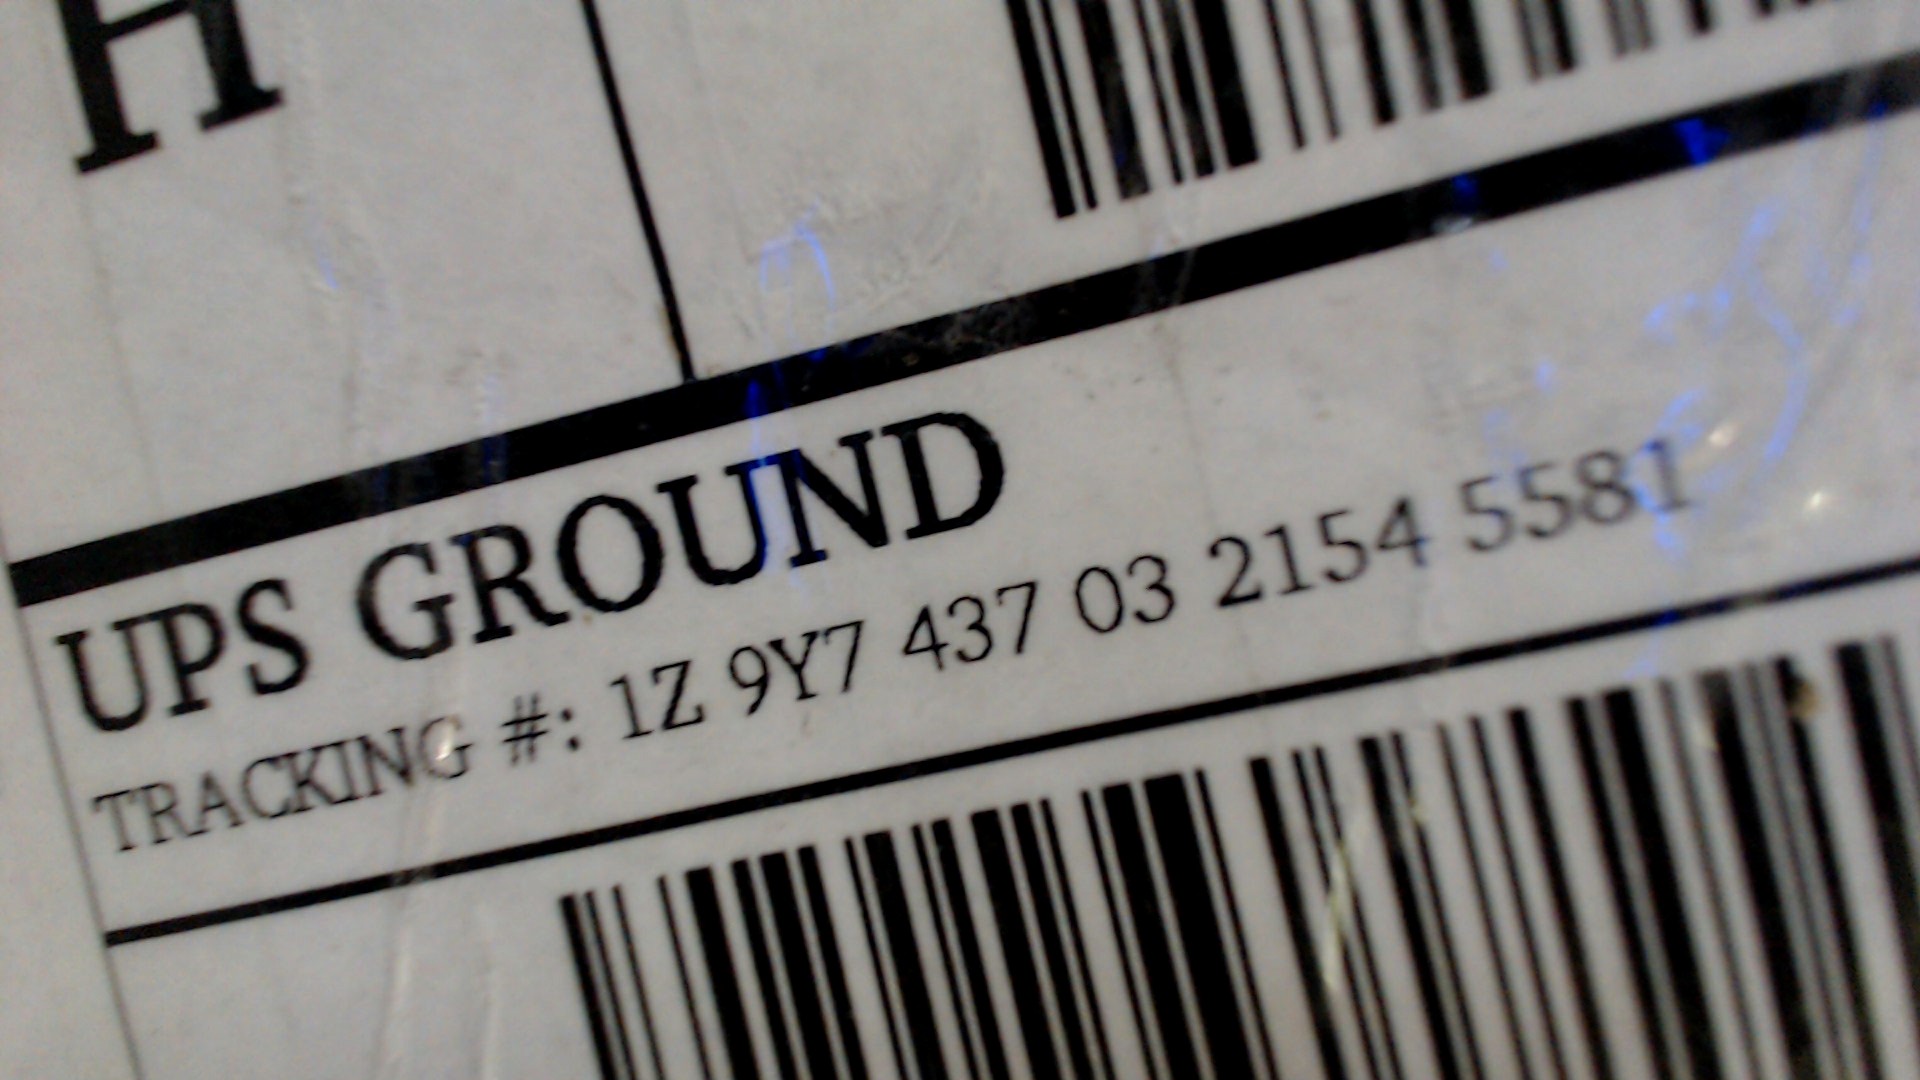 H
UPS GROUND
TRACKING #: 1Z 9Y7 437 03 2154 5581